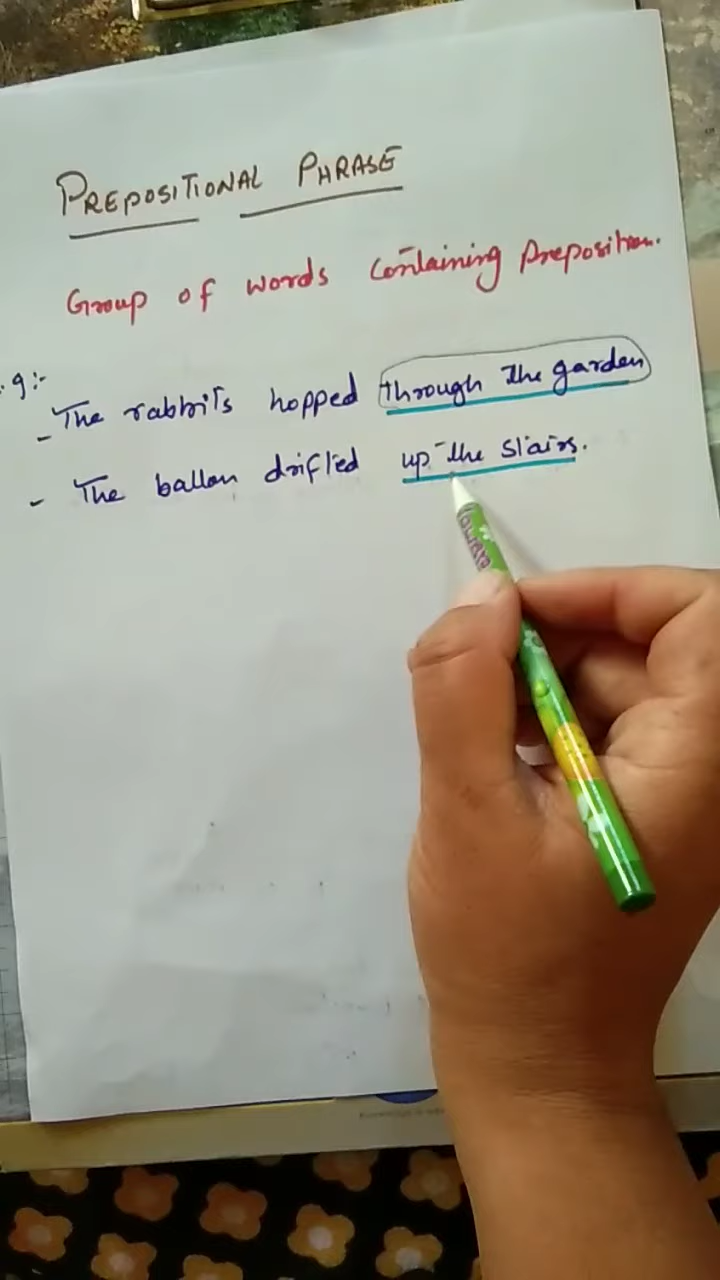 PREPOSITIONAL PHRASE
Group of words containing preposition.
.g:-
- The rabbits hopped through the garden
- The ballon drifted up the stairs.